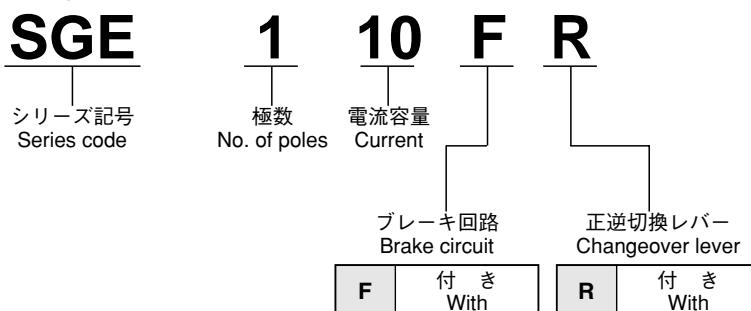 SGE 1 10 F R
シリーズ記号 極数 電流容量
Series code No. of poles Current
ブレーキ回路 正逆切換レバー
Brake circuit Changeover lever
F 付 き R 付 き
With With